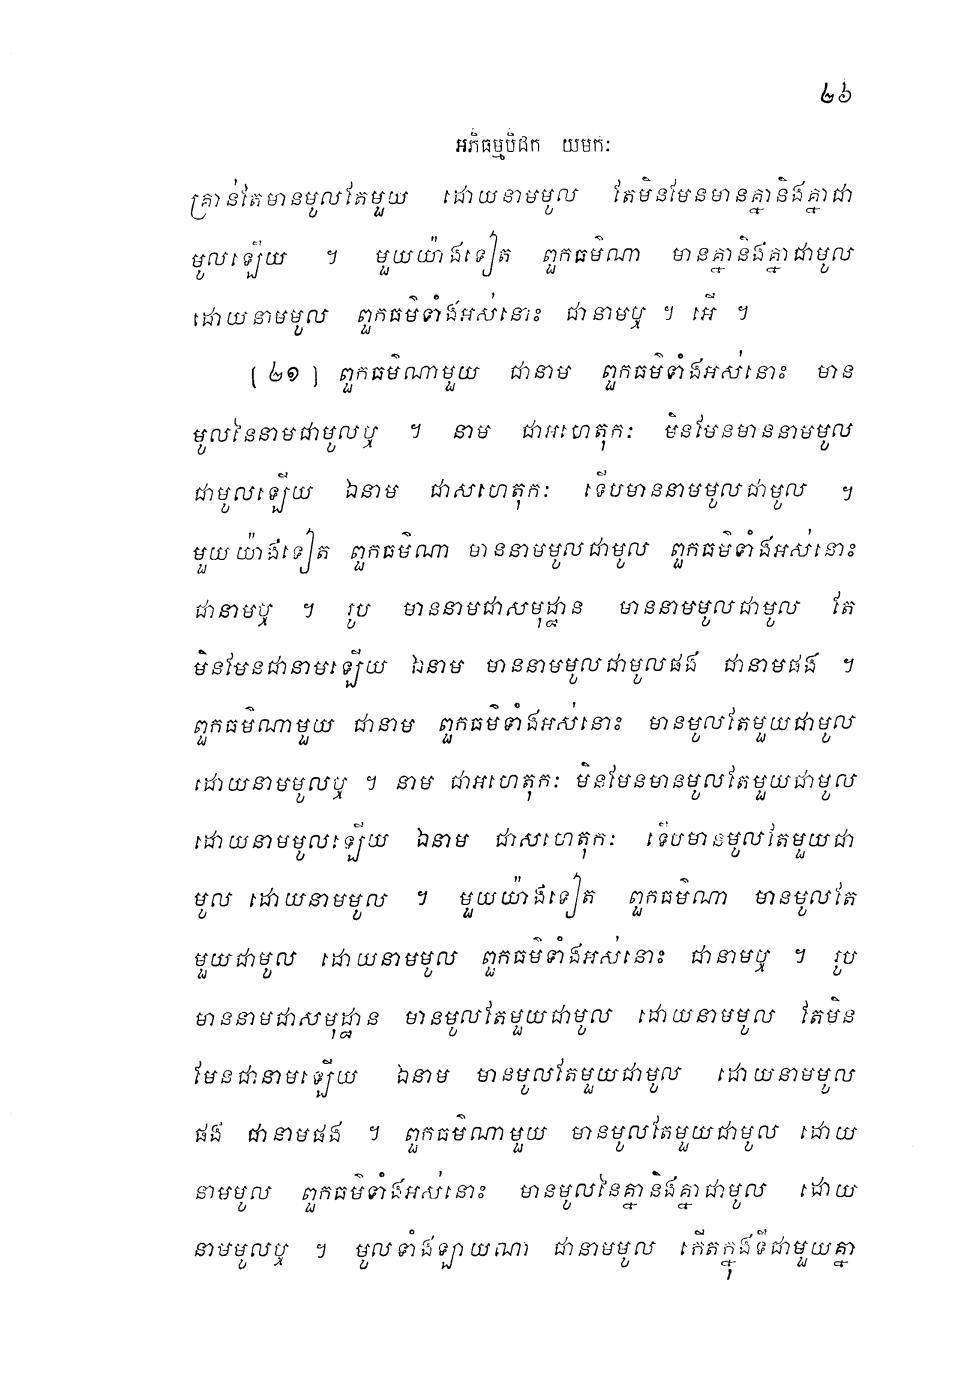 ២៦
អភិធម្មបិដក យមកៈ
គ្រាន់តែមានមូលតែមួយ ដោយនាមមូល តែមិនមែនមានគ្នានិងគ្នាជា
មូលឡើយ ។ មួយយ៉ាងទៀត ពួកធម៌ណា មានគ្នានិងគ្នាជាមូល
ដោយនាមមូល ពួកធម៌ទាំងអស់នោះ ជានាមឬ ។ អើ ។
[ ២១ ] ពួកធម៌ណាមួយ ជានាម ពួកធម៌ទាំងអស់នោះ មាន
មូលនៃនាមជាមូលឬ ។ នាម ជាអហេតុកៈ មិនមែនមាននាមមូល
ជាមូលឡើយ ឯនាម ជាសហេតុកៈ ទើបមាននាមមូលជាមូល ។
មួយយ៉ាងទៀត ពួកធម៌ណា មាននាមមូលជាមូល ពួកធម៌ទាំងអស់នោះ
ជានាមឬ ។ រូប មាននាមជាសមុដ្ឋាន មាននាមមូលជាមូល តែ
មិនមែនជានាមឡើយ ឯនាម មាននាមមូលជាមូលផង ជានាមផង ។
ពួកធម៌ណាមួយ ជានាម ពួកធម៌ទាំងអស់នោះ មានមូលតែមួយជាមូល
ដោយនាមមូលឬ ។ នាម ជាអហេតុកៈ មិនមែនមានមូលតែមួយជាមូល
ដោយនាមមូលឡើយ ឯនាម ជាសហេតុកៈ ទើបមានមូលតែមួយជា
មូល ដោយនាមមូល ។ មួយយ៉ាងទៀត ពួកធម៌ណា មានមូលតែ
មួយជាមូល ដោយនាមមូល ពួកធម៌ទាំងអស់នោះ ជានាមឬ ។ រូប
មាននាមជាសមុដ្ឋាន មានមូលតែមួយជាមូល ដោយនាមមូល តែមិន
មែនជានាមឡើយ ឯនាម មានមូលតែមួយជាមូល ដោយនាមមូល
ផង ជានាមផង ។ ពួកធម៌ណាមួយ មានមូលតែមួយជាមូល ដោយ
នាមមូល ពួកធម៌ទាំងអស់នោះ មានមូលនៃគ្នានិងគ្នាជាមូល ដោយ
នាមមូលឬ ។ មូលទាំងឡាយណា ជានាមមូល កើតក្នុងទីជាមួយគ្នា